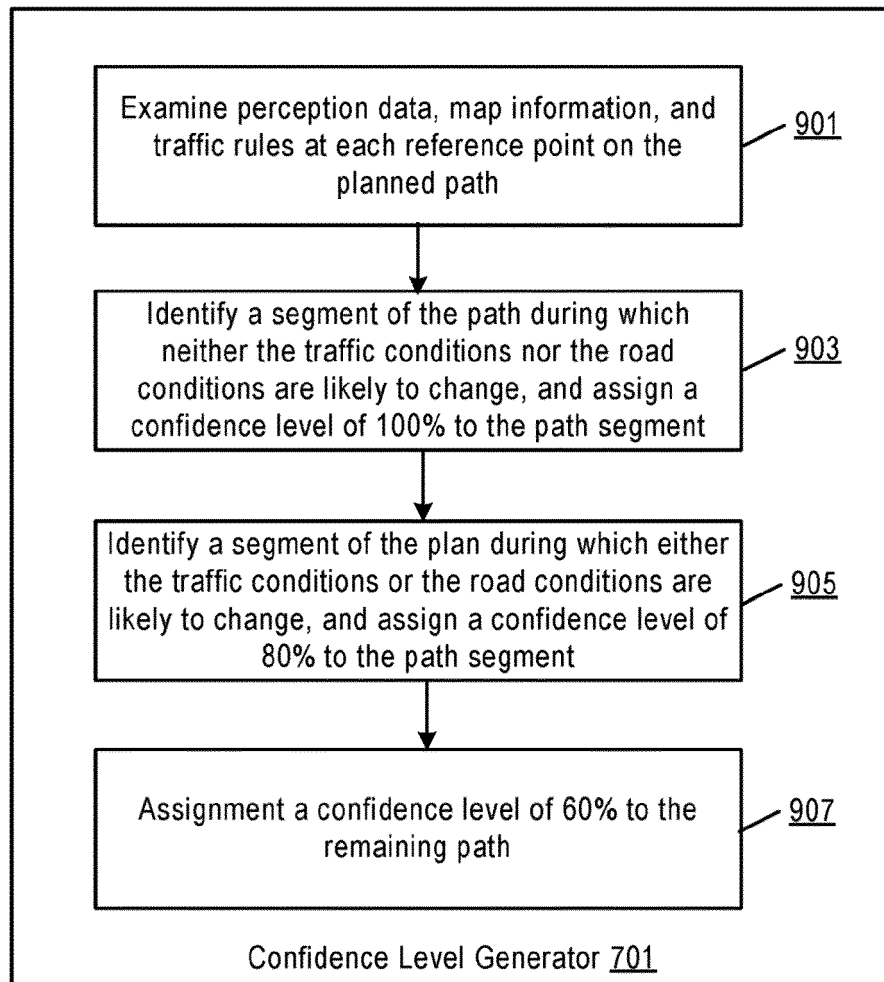 Examine perception data, map information, and
traffic rules at each reference point on the
planned path
901
Identify a segment of the path during which
neither the traffic conditions nor the road
conditions are likely to change, and assign a
confidence level of 100% to the path segment
903
Identify a segment of the plan during which either
the traffic conditions or the road conditions are
likely to change, and assign a confidence level of
80% to the path segment
905
Assignment a confidence level of 60% to the
remaining path
907
Confidence Level Generator 701